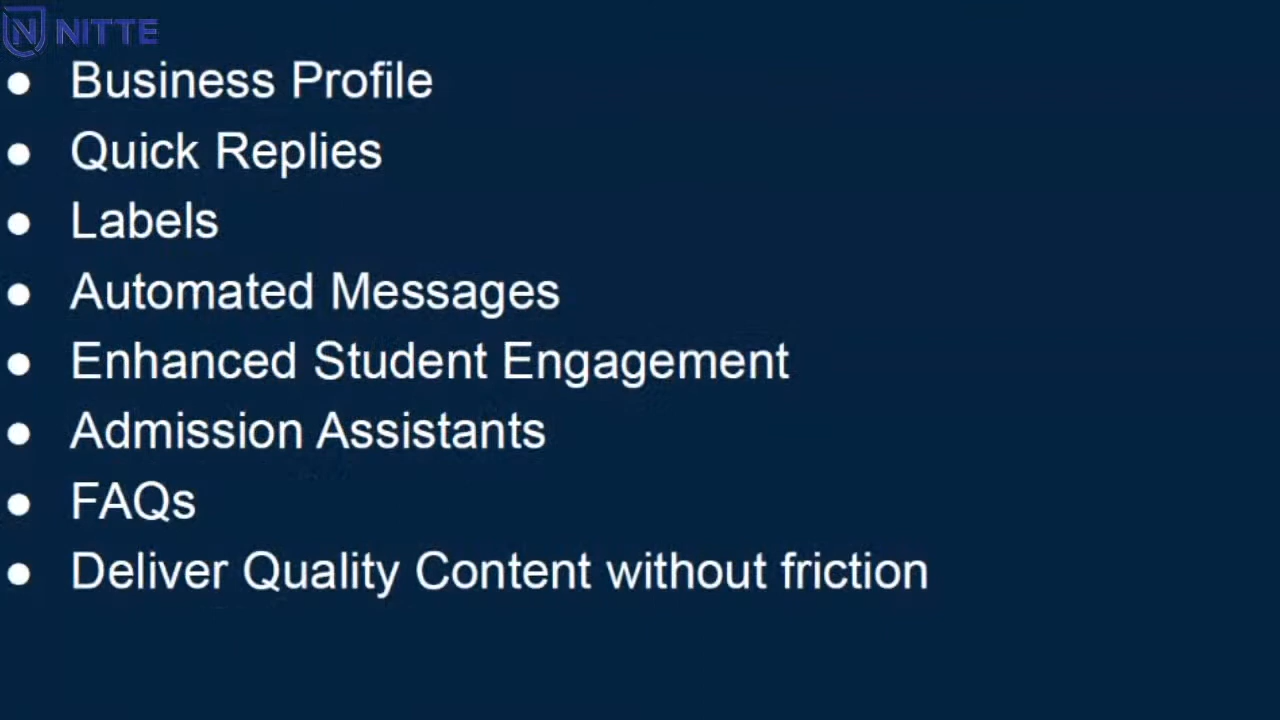 NITTE
● Business Profile
● Quick Replies
● Labels
● Automated Messages
● Enhanced Student Engagement
● Admission Assistants
● FAQs
● Deliver Quality Content without friction